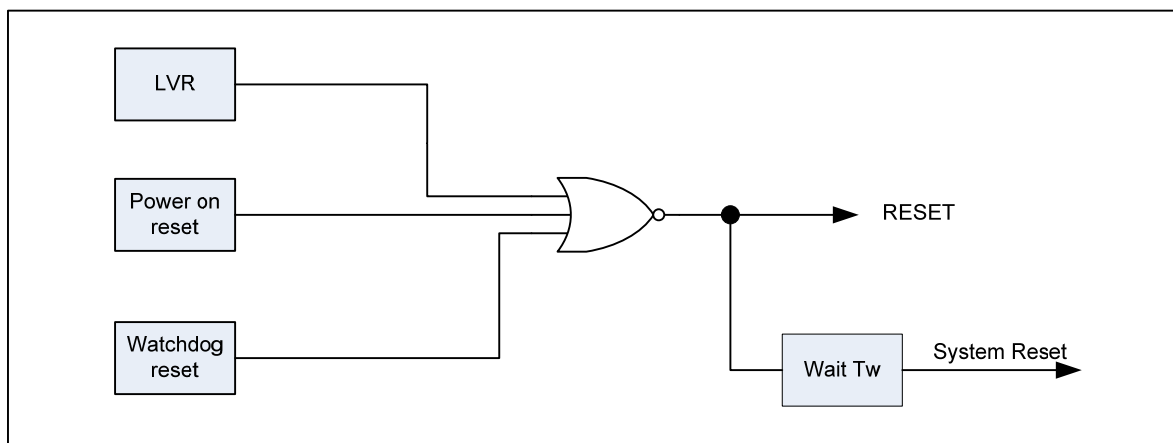 LVR
Power on
reset
RESET
Watchdog
reset
Wait Tw
System Reset